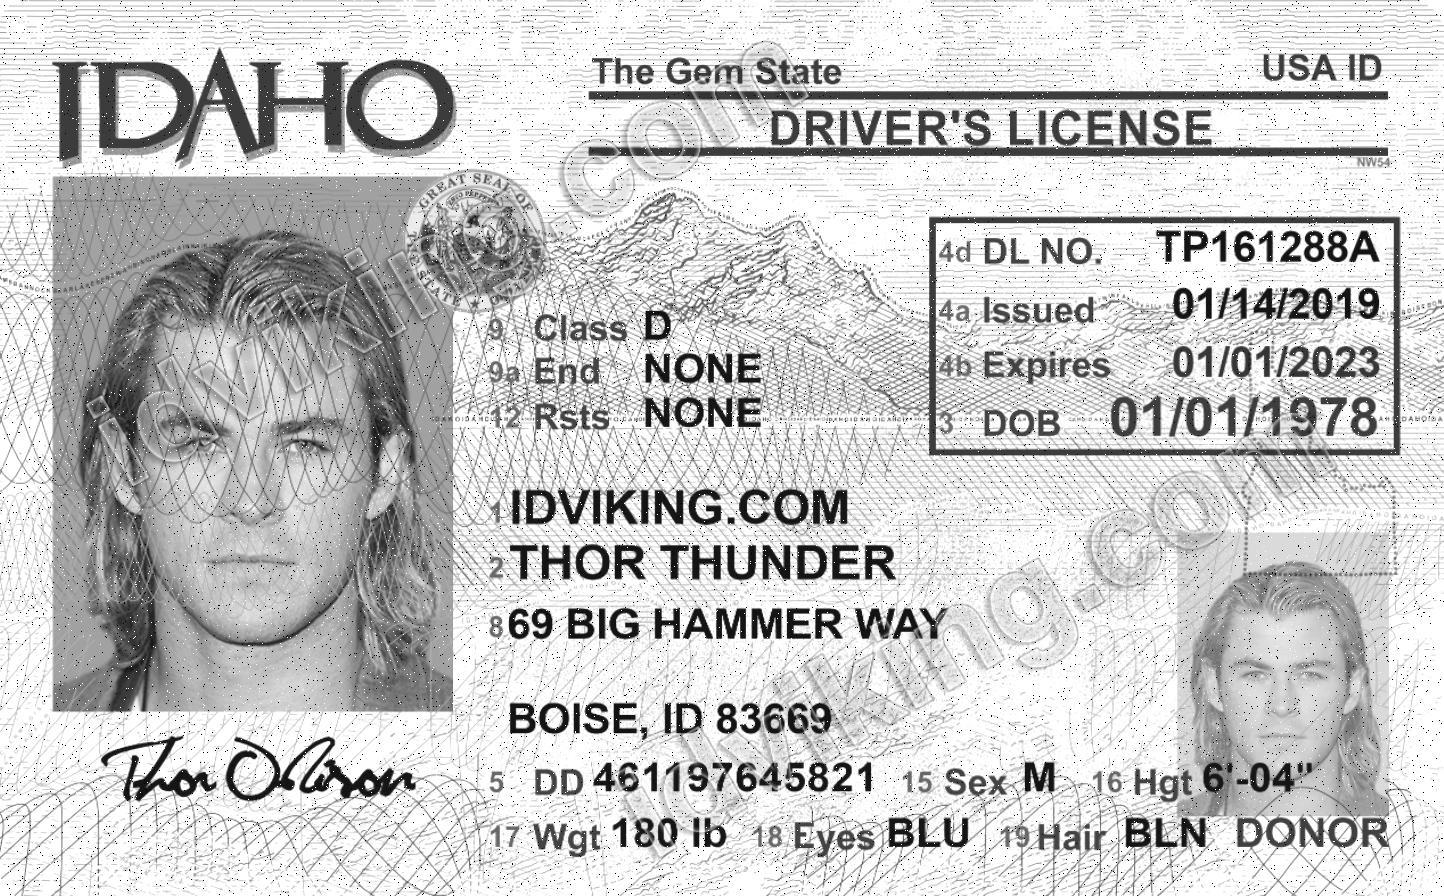 IDAHO
The Gem State
USA ID
DRIVER'S LICENSE
NW54
GREAT SEAL OF
STATE
4d DL NO. TP161288A
4a Issued 01/14/2019
4b Expires 01/01/2023
3 DOB 01/01/1978
9 Class D
9a End NONE
12 Rsts NONE
1 IDVIKING.COM
2 THOR THUNDER
8 69 BIG HAMMER WAY
BOISE, ID 83669
5 DD 461197645821 15 Sex M 16 Hgt 6'-04"
17 Wgt 180 lb 18 Eyes BLU 19 Hair BLN DONOR
Thor Odinson
idviking.com
idviking.com